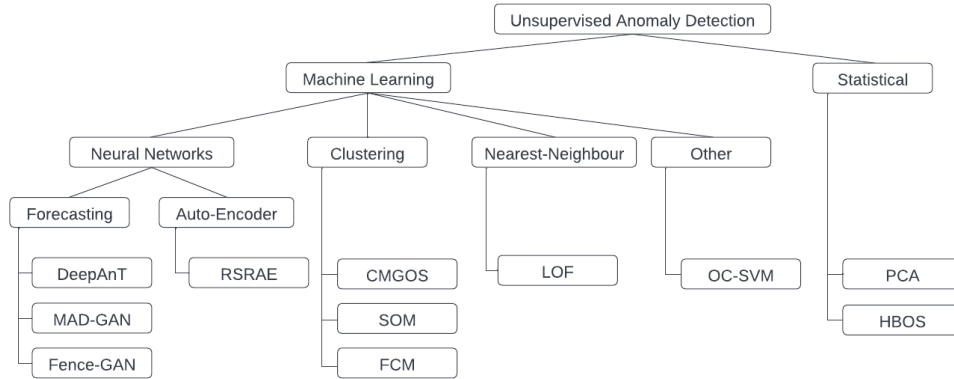 Unsupervised Anomaly Detection
Machine Learning
Statistical
Neural Networks
Clustering
Nearest-Neighbour
Other
Forecasting
Auto-Encoder
DeepAnT
RSRAE
CMGOS
LOF
OC-SVM
PCA
MAD-GAN
SOM
HBOS
Fence-GAN
FCM